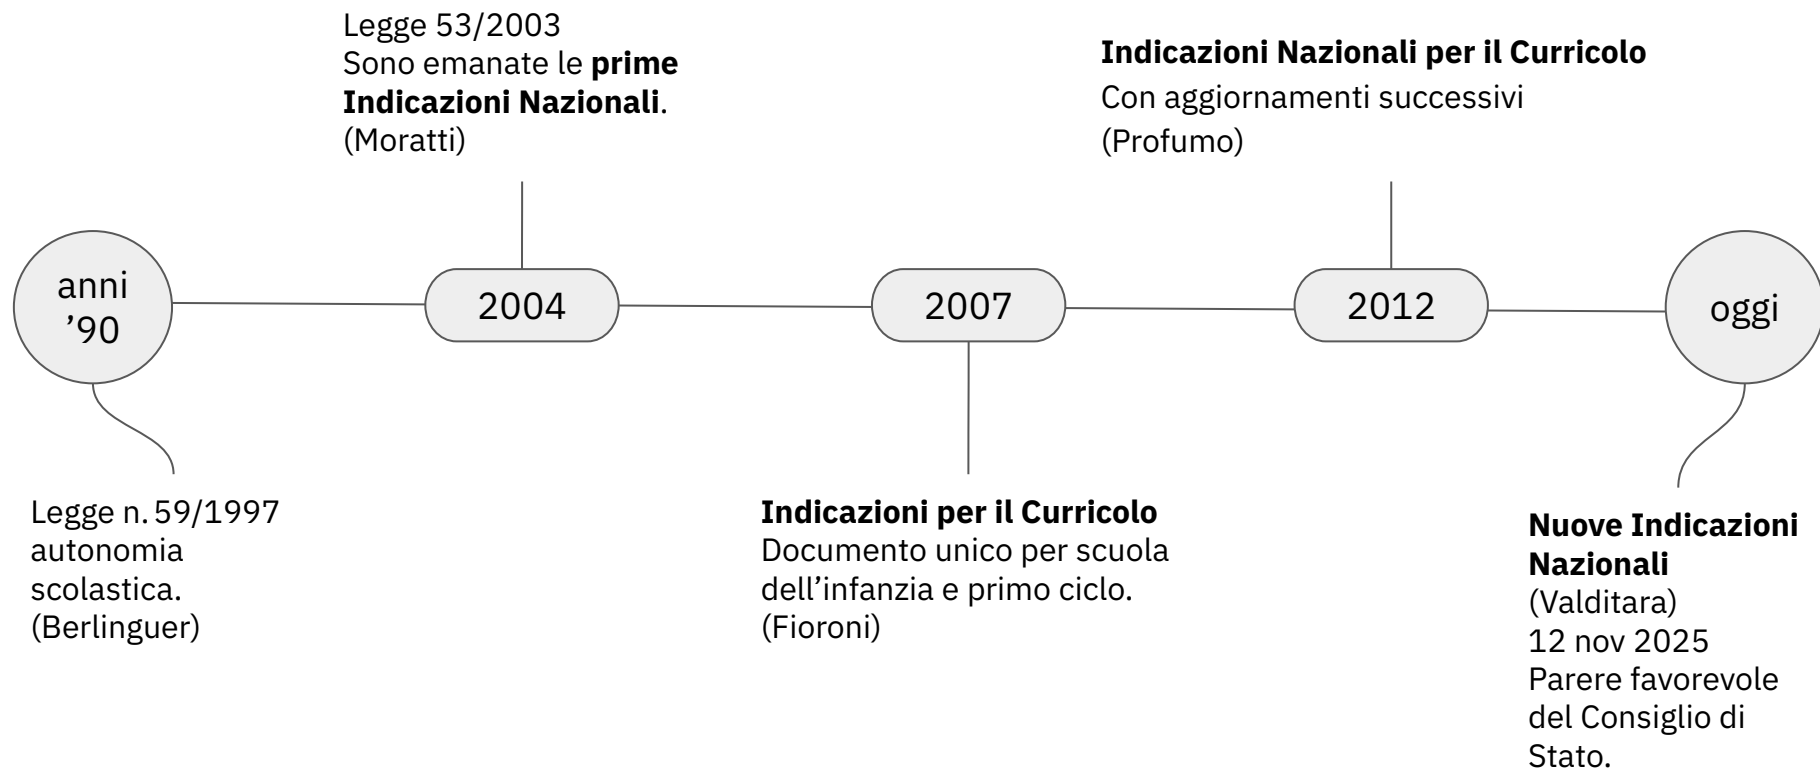 Legge 53/2003
Sono emanate le prime
Indicazioni Nazionali.
(Moratti)
Indicazioni Nazionali per il Curricolo
Con aggiornamenti successivi
(Profumo)
anni
’90
2004
2007
2012
oggi
Legge n. 59/1997
autonomia
scolastica.
(Berlinguer)
Indicazioni per il Curricolo
Documento unico per scuola
dell’infanzia e primo ciclo.
(Fioroni)
Nuove Indicazioni
Nazionali
(Valditara)
12 nov 2025
Parere favorevole
del Consiglio di
Stato.